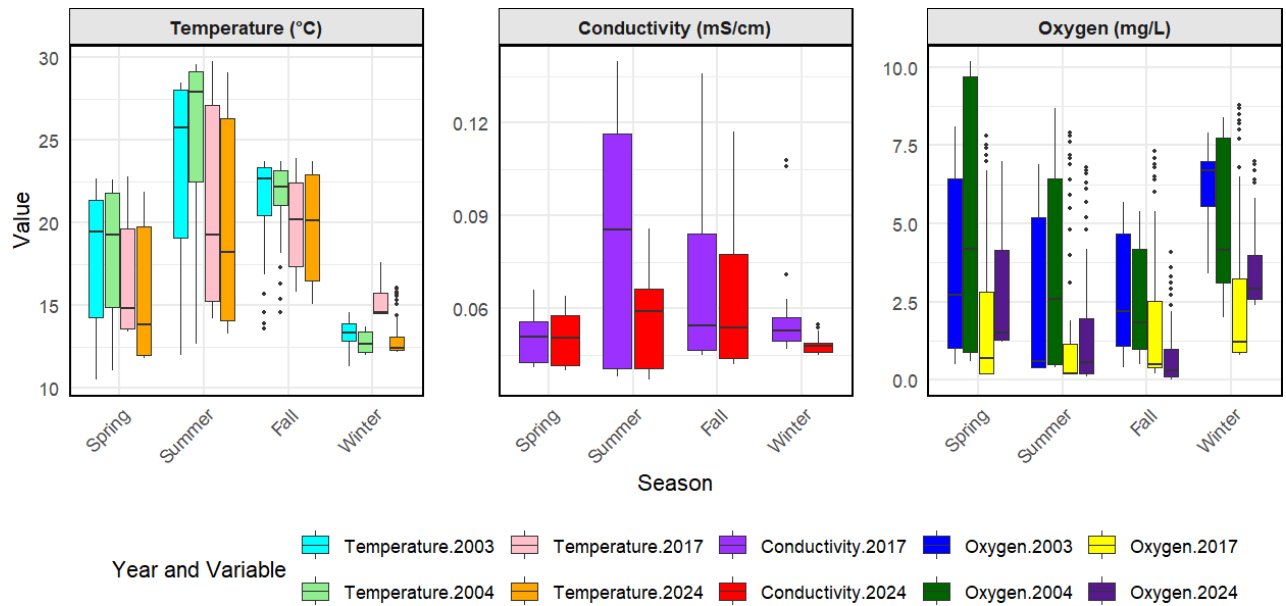 Temperature (°C)
Conductivity (mS/cm)
Oxygen (mg/L)
Value
30
25
20
15
10
0.12
0.09
0.06
10.0
7.5
5.0
2.5
0.0
Spring
Summer
Fall
Winter
Spring
Summer
Fall
Winter
Spring
Summer
Fall
Winter
Season
Year and Variable
Temperature.2003
Temperature.2017
Conductivity.2017
Oxygen.2003
Oxygen.2017
Temperature.2004
Temperature.2024
Conductivity.2024
Oxygen.2004
Oxygen.2024